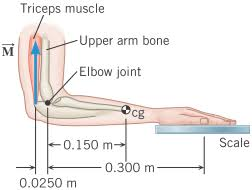 Triceps muscle
M
Upper arm bone
Elbow joint
cg
Scale
0.150 m
0.300 m
0.0250 m